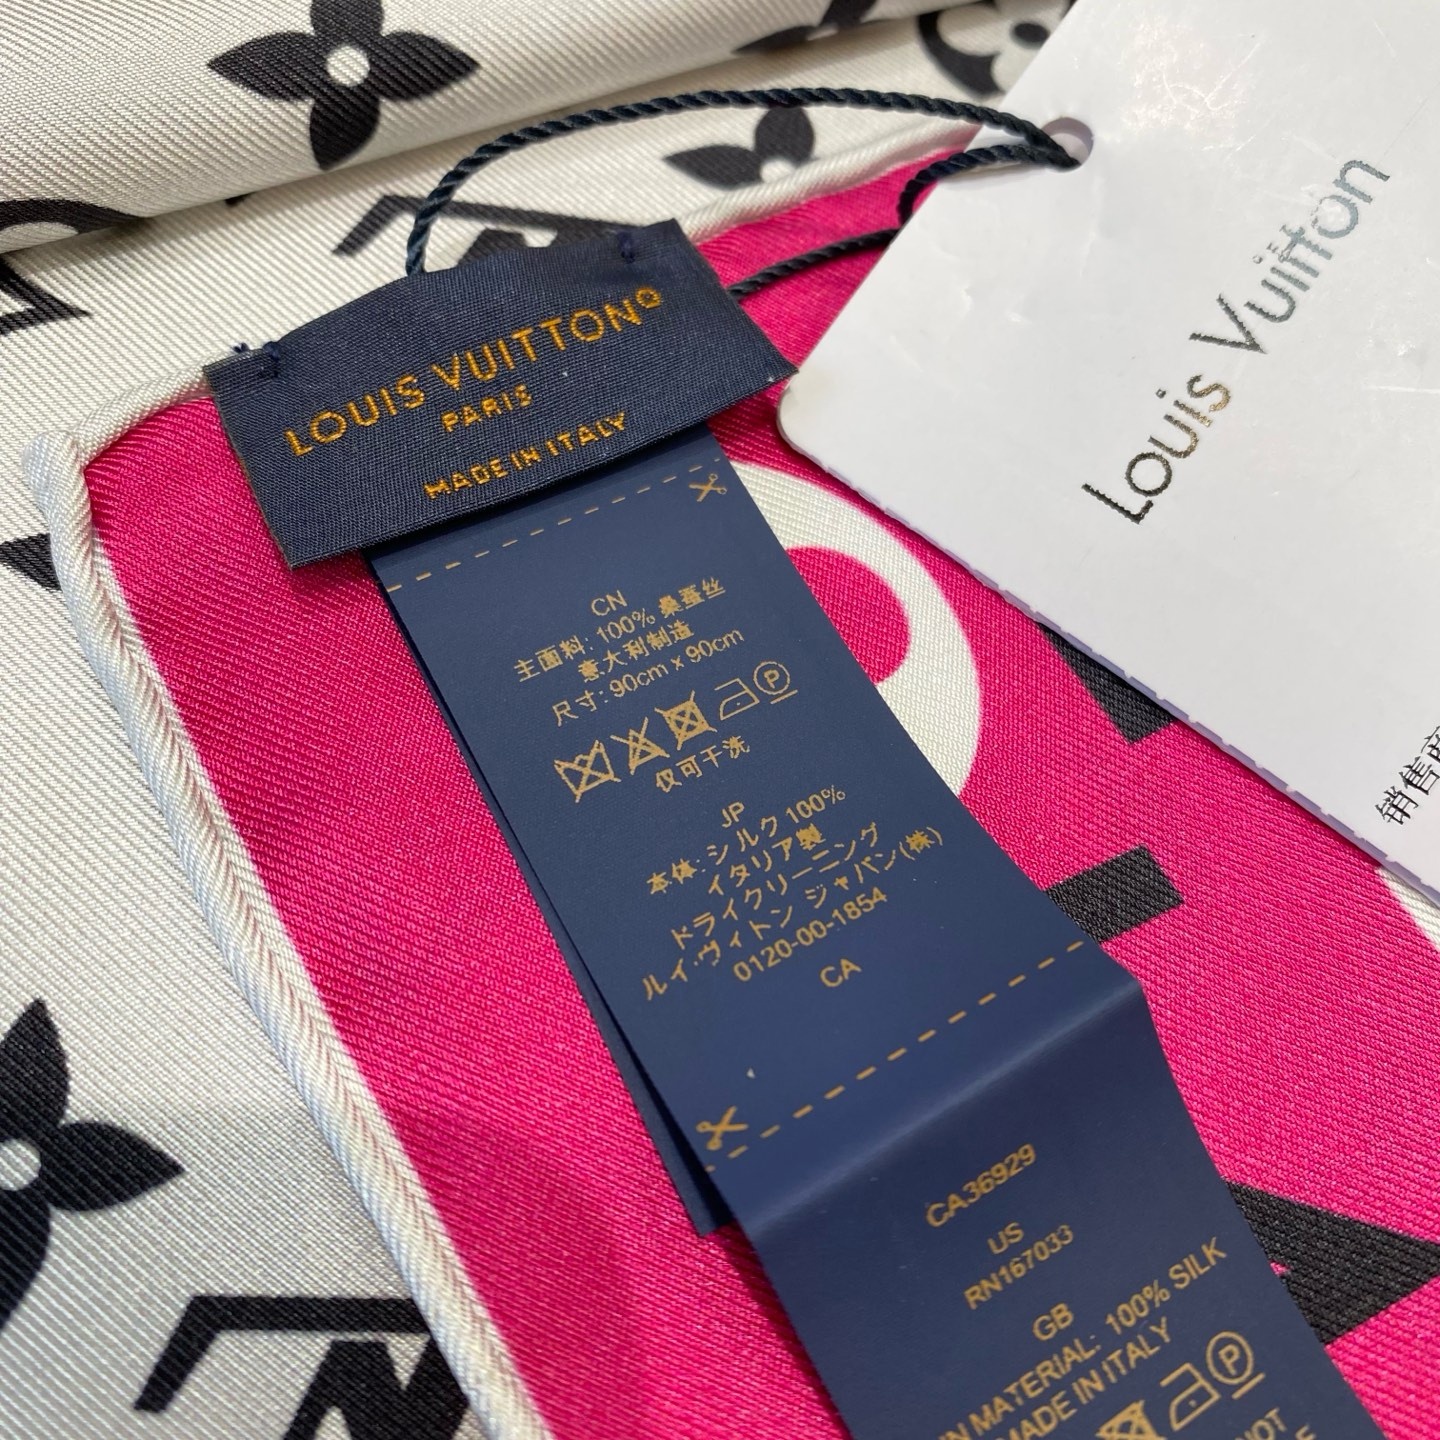 LOUIS VUITTON®
PARIS
MADE IN ITALY
CN
主面料: 100% 桑蚕丝
意大利制造
尺寸: 90cm x 90cm
P
仅可干洗
JP
本体: シルク 100%
イタリア製
ドライクリーニング
ルイ・ヴィトン ジャパン(株)
0120-00-1854
CA
CA36929
US
RN167033
GB
MATERIAL: 100% SILK
MADE IN ITALY
P
Louis Vuitton
销售商